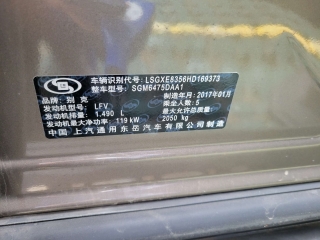 车辆识别代号: LSGXE8356HD169373
整车型号: SGM6475DAA1
品牌: 别克 制造年月: 2017年01月
发动机型号: LFV 乘坐人数: 5
发动机排量: 1.490 L 最大允许总质量:
发动机最大净功率: 119 kW 2050 kg
中国 上汽通用东岳汽车有限公司制造